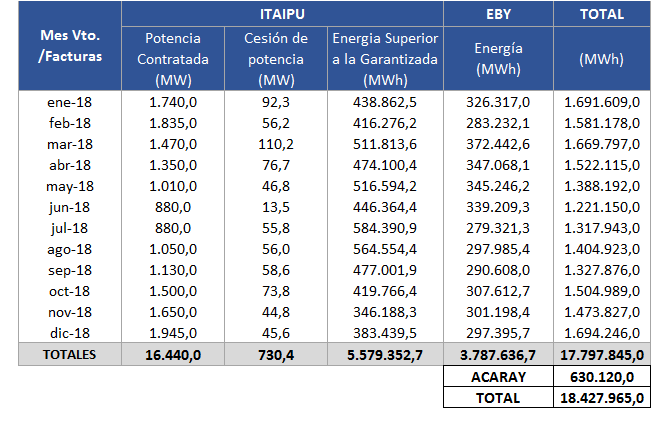 ITAIPU EBY TOTAL
Mes Vto. /Facturas Potencia Contratada (MW) Cesión de potencia (MW) Energia Superior a la Garantizada (MWh) Energía (MWh) (MWh)
ene-18 1.740,0 92,3 438.862,5 326.317,0 1.691.609,0
feb-18 1.835,0 56,2 416.276,2 283.232,1 1.581.178,0
mar-18 1.470,0 110,2 511.813,6 372.442,6 1.669.797,0
abr-18 1.350,0 76,7 474.100,4 347.068,1 1.522.115,0
may-18 1.010,0 46,8 516.594,2 345.246,2 1.388.192,0
jun-18 880,0 13,5 446.364,4 339.209,3 1.221.150,0
jul-18 880,0 55,8 584.390,9 279.321,3 1.317.943,0
ago-18 1.050,0 56,0 564.554,4 297.985,4 1.404.923,0
sep-18 1.130,0 58,6 477.001,9 290.608,0 1.327.876,0
oct-18 1.500,0 73,8 419.766,4 307.612,7 1.504.989,0
nov-18 1.650,0 44,8 346.188,3 301.198,4 1.473.827,0
dic-18 1.945,0 45,6 383.439,5 297.395,7 1.694.246,0
TOTALES 16.440,0 730,4 5.579.352,7 3.787.636,7 17.797.845,0
ACARAY 630.120,0
TOTAL 18.427.965,0